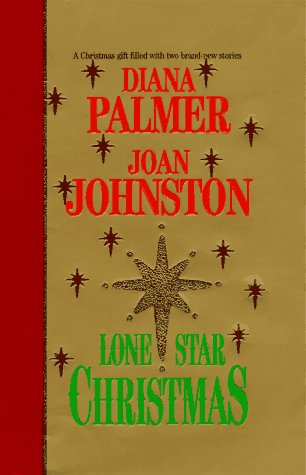 A Christmas gift filled with two brand-new stories
DIANA
PALMER
JOAN
JOHNSTON
LONE STAR
CHRISTMAS